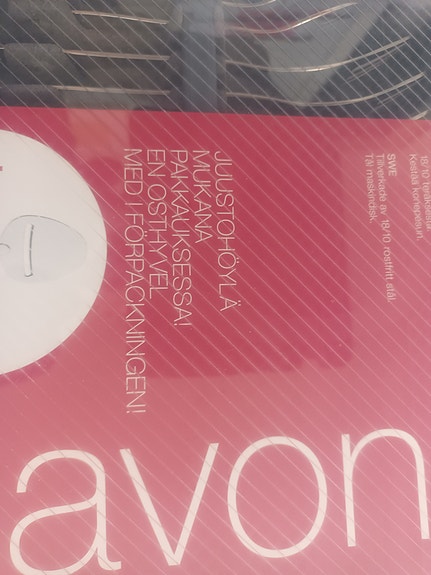 18/10 teräksestä.
Kestää konepesun.
SWE
Tillverkade av 18/10 rostfritt stål.
Tål maskindisk.
JUUSTOHÖYLÄ
MUKANA
PAKKAUKSESSA!
EN OSTHYVEL
MED I FÖRPACKNINGEN!
avon